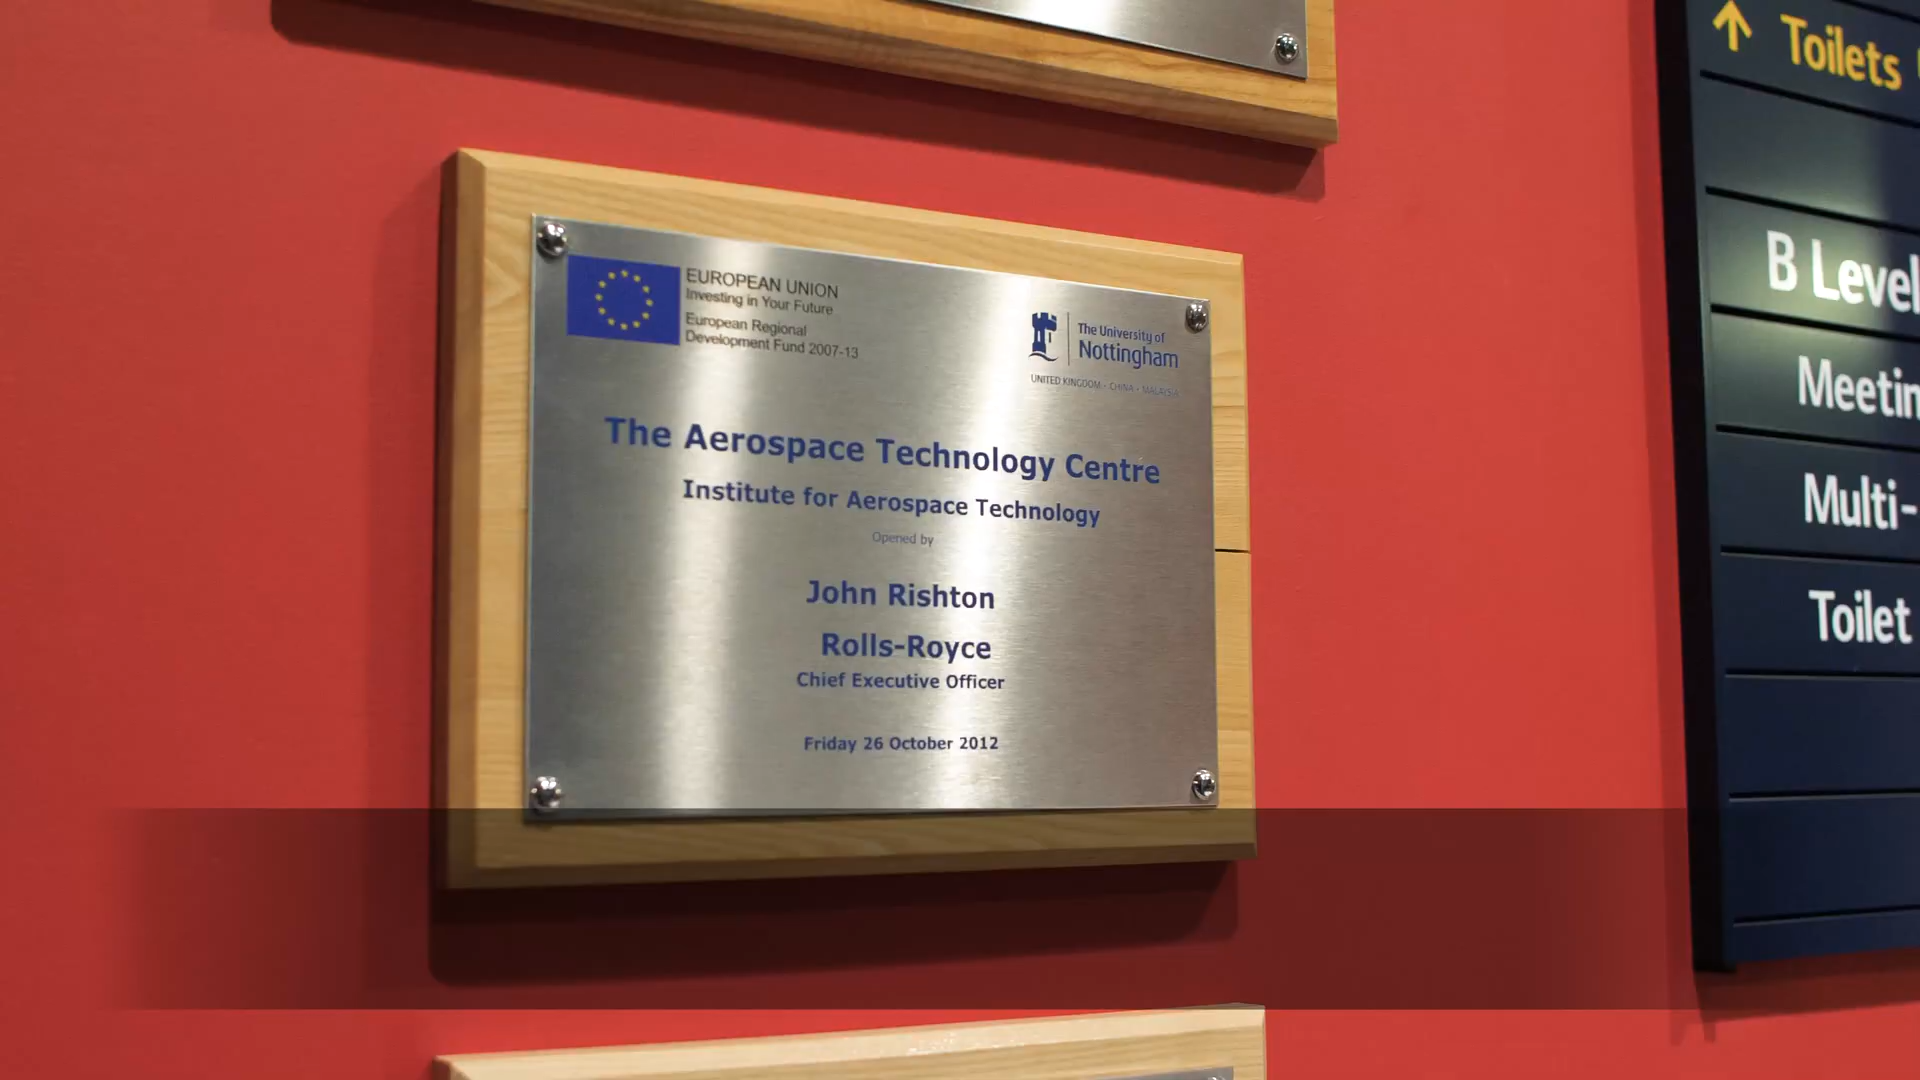 EUROPEAN UNION
Investing in Your Future
European Regional
Development Fund 2007-13
The University of
Nottingham
UNITED KINGDOM · CHINA · MALAYSIA
The Aerospace Technology Centre
Institute for Aerospace Technology
Opened by
John Rishton
Rolls-Royce
Chief Executive Officer
Friday 26 October 2012
Toilets
B Level
Meetin
Multi-
Toilet